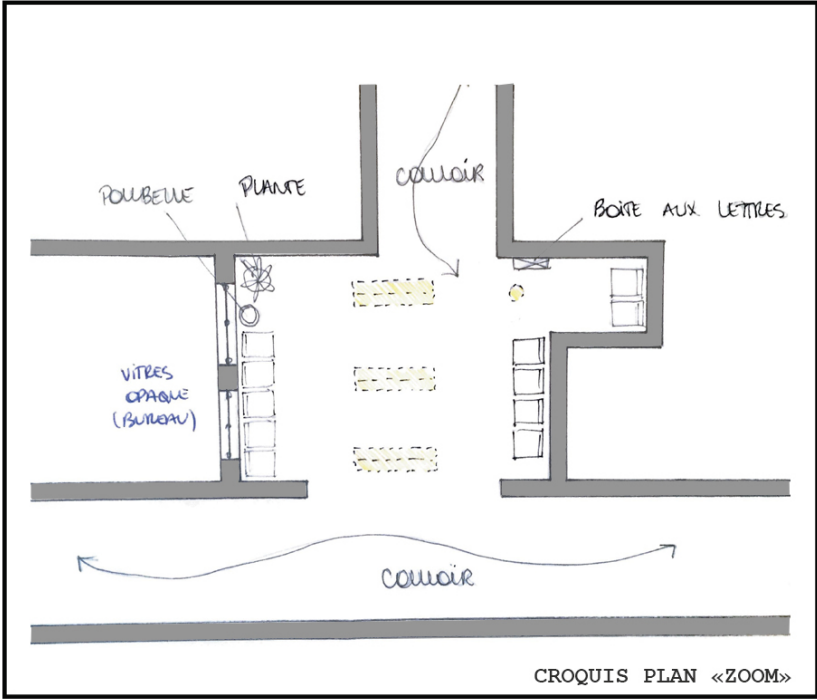 COULOIR
POUBELLE
PLANTE
BOITE AUX LETTRES
VITRES
OPAQUE
(BUREAU)
COULOIR
CROQUIS PLAN «ZOOM»